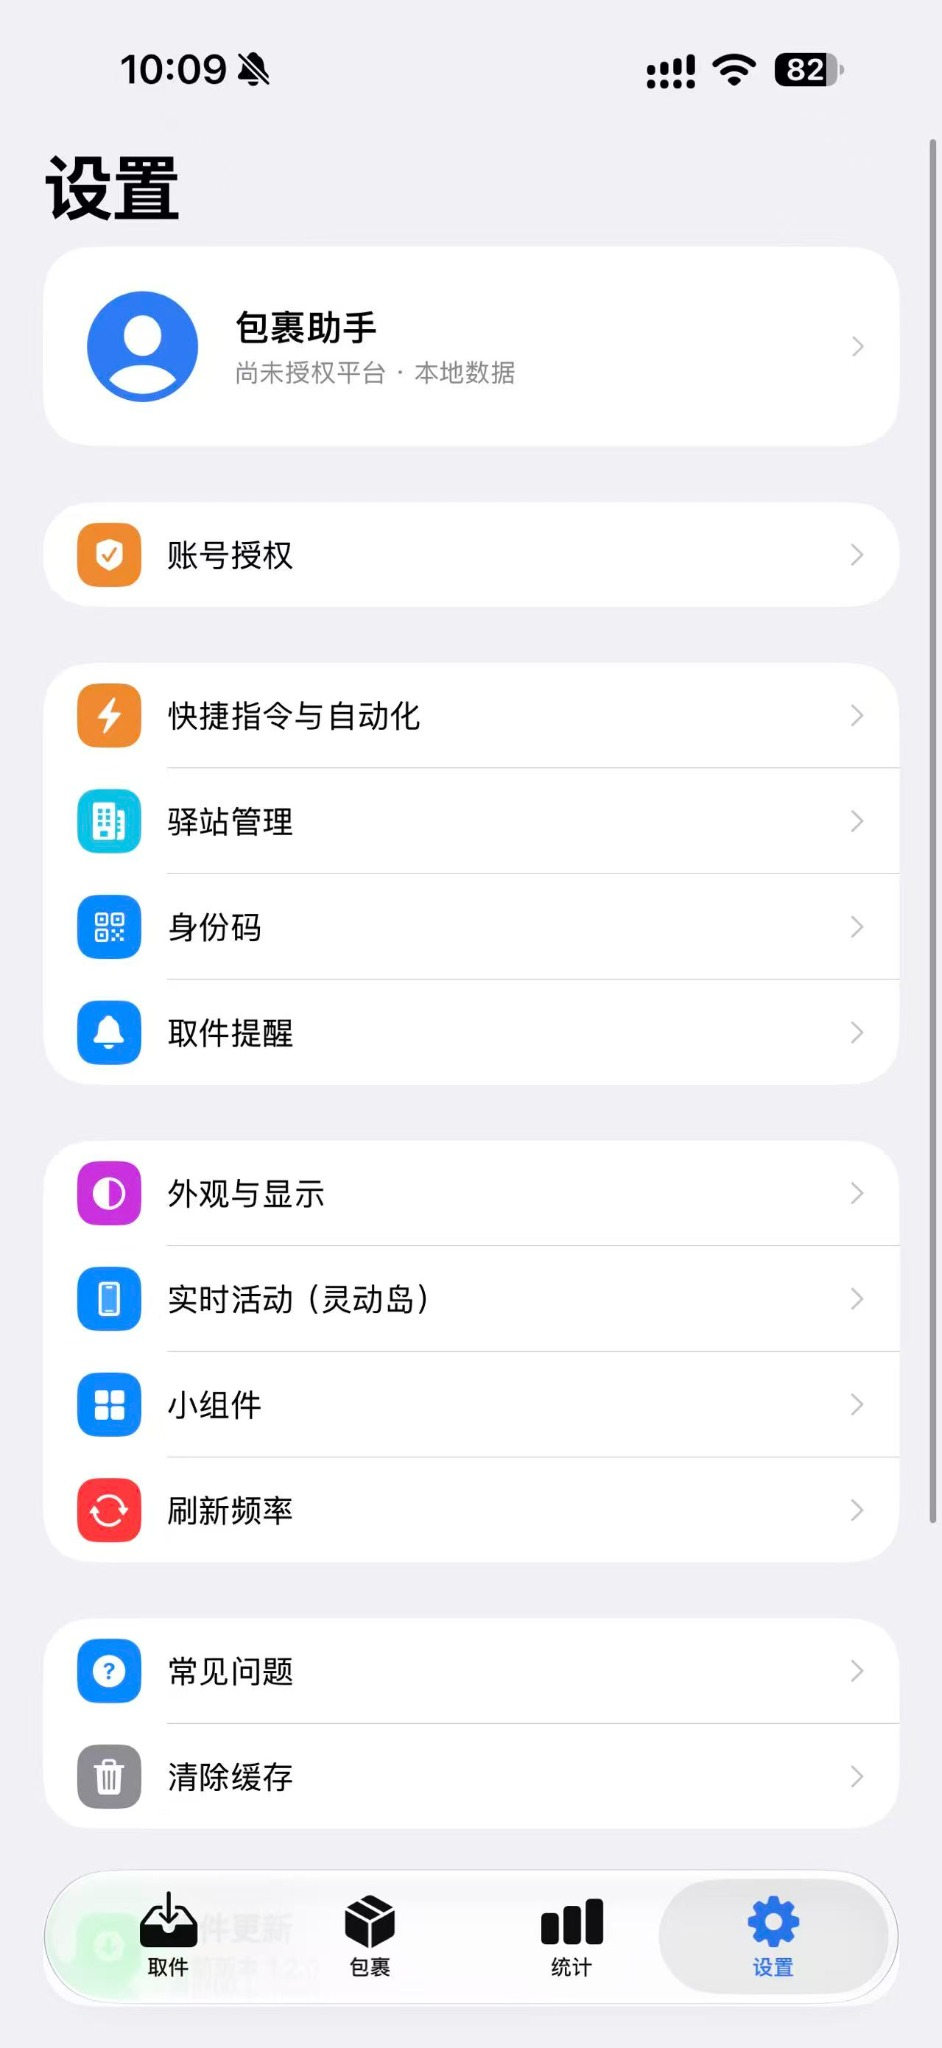 10:09
82
设置
包裹助手
尚未授权平台 · 本地数据
账号授权
快捷指令与自动化
驿站管理
身份码
取件提醒
外观与显示
实时活动（灵动岛）
小组件
刷新频率
常见问题
清除缓存
件更新
取件
包裹
统计
设置